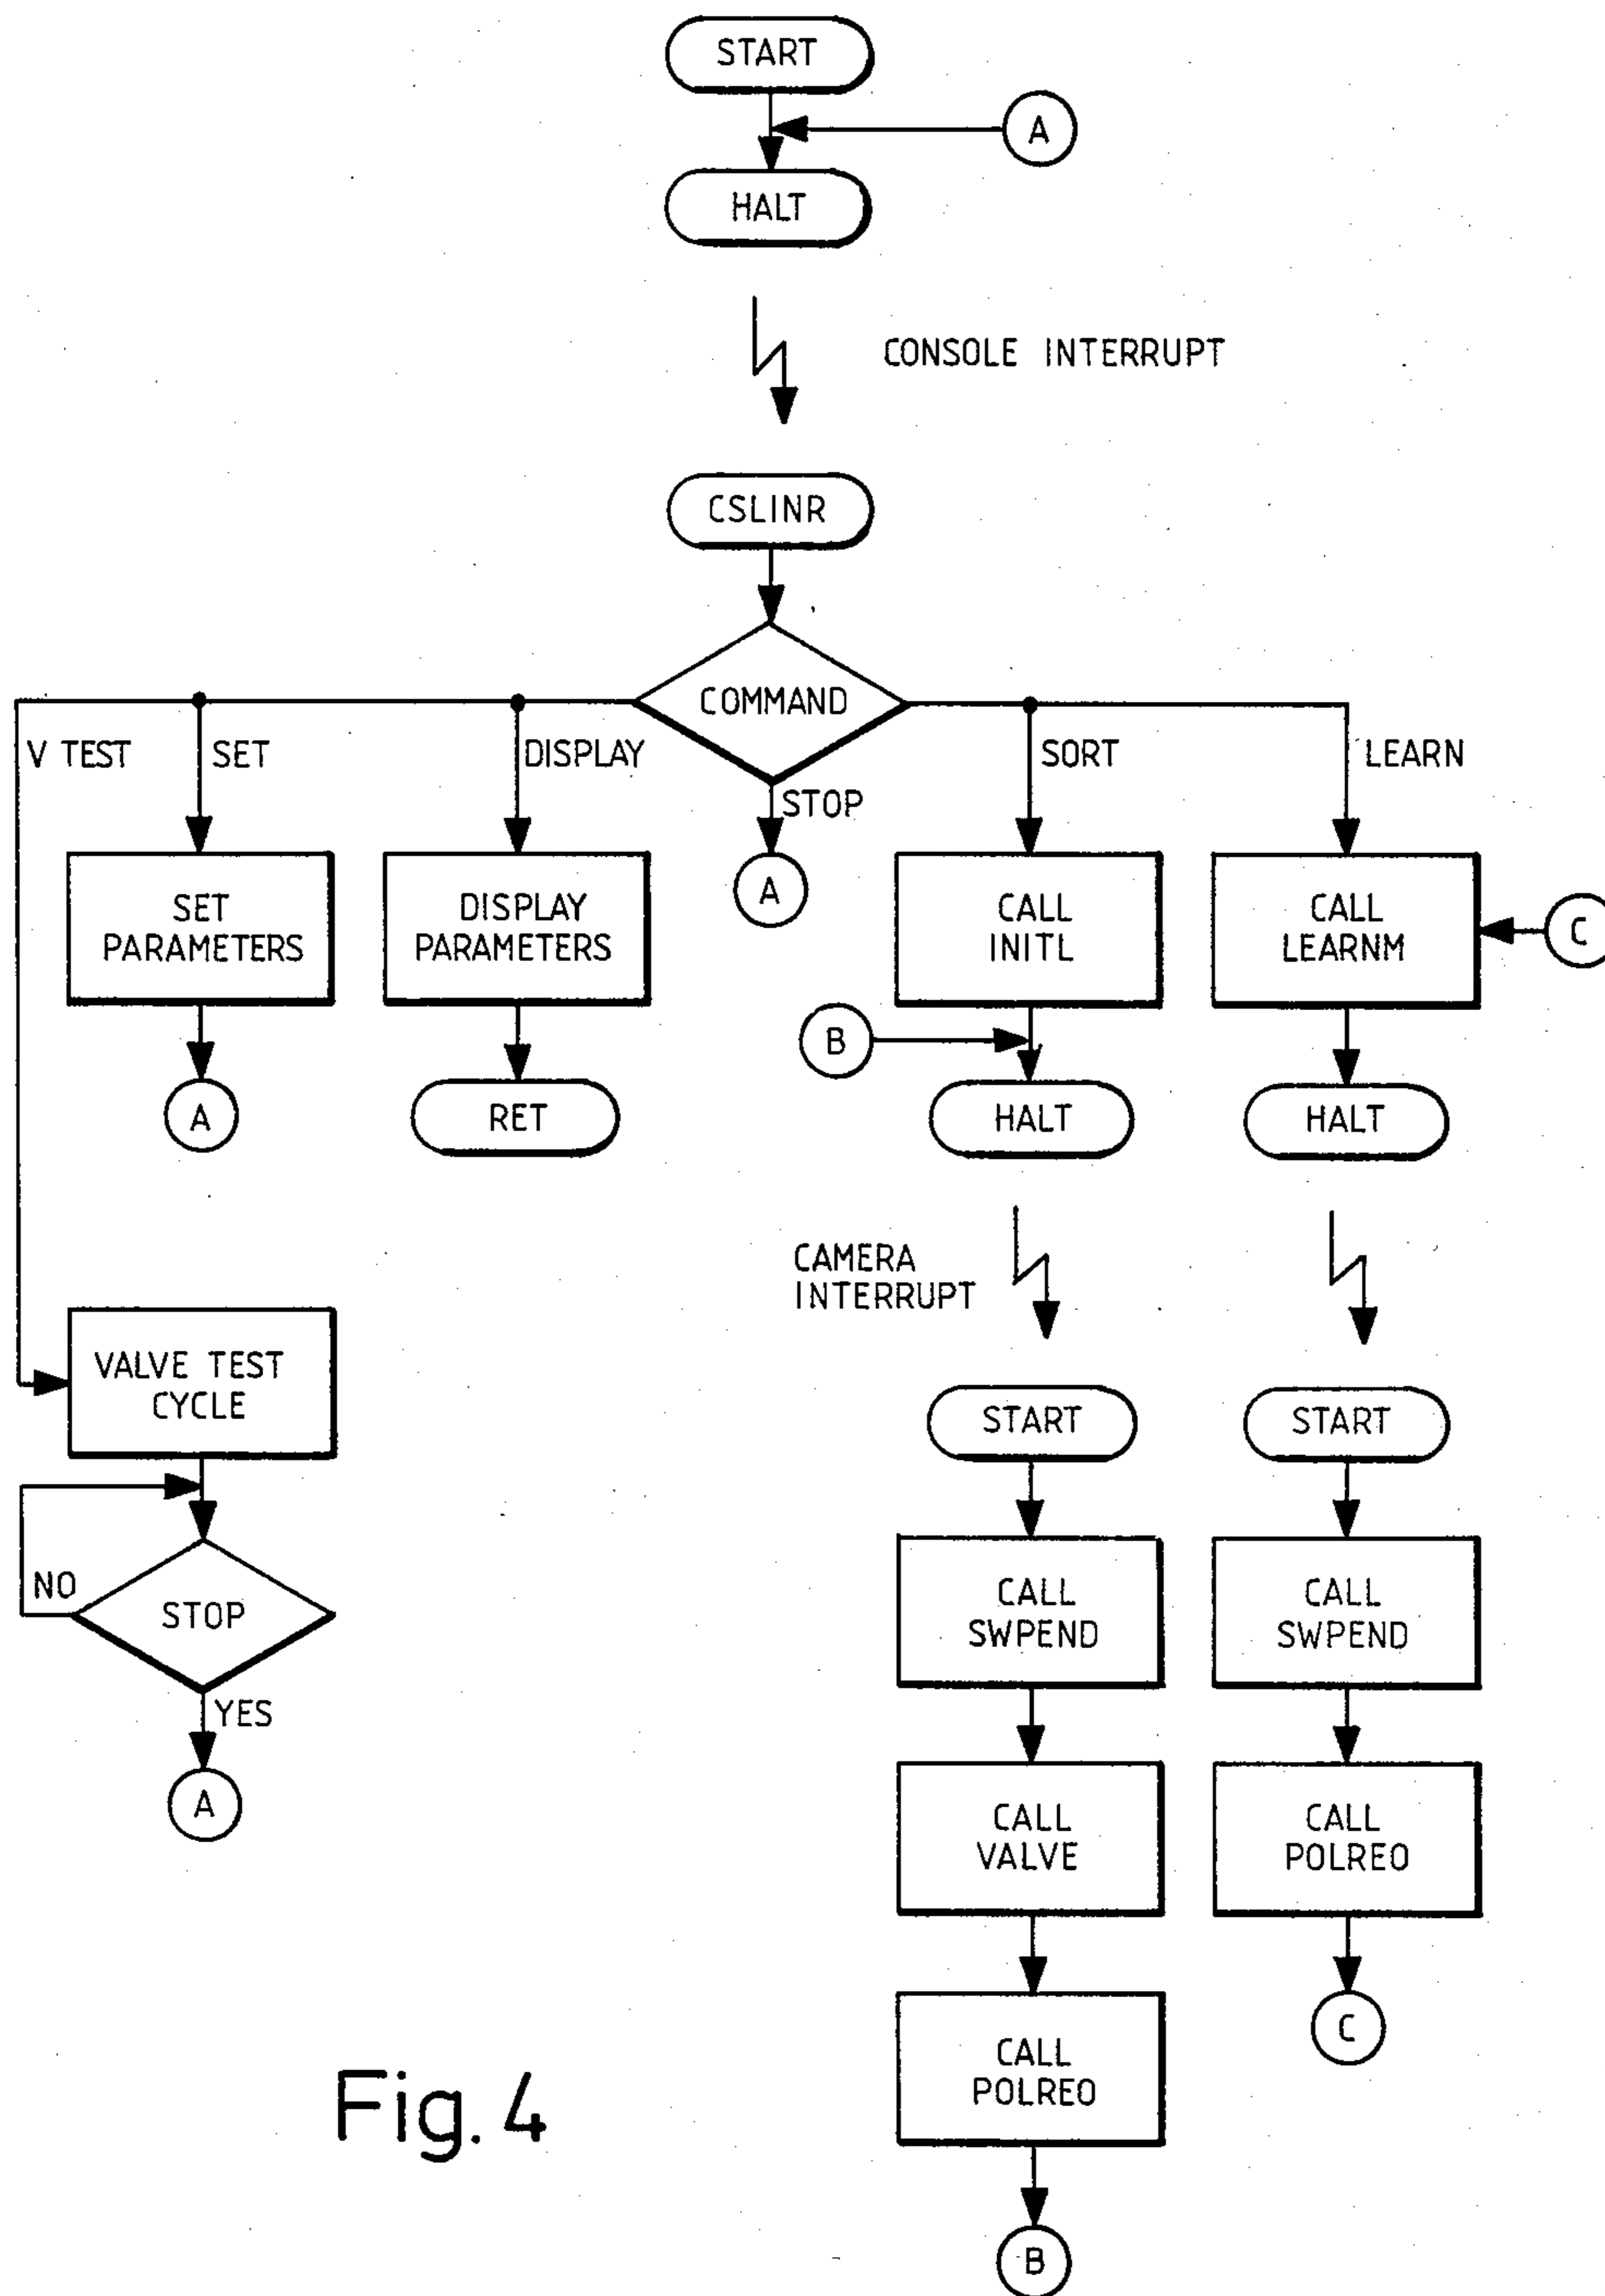 START
A
HALT
CONSOLE INTERRUPT
CSLINR
COMMAND
V TEST
SET
DISPLAY
STOP
SORT
LEARN
SET
PARAMETERS
DISPLAY
PARAMETERS
A
CALL
INITL
CALL
LEARNM
C
B
A
RET
HALT
HALT
CAMERA
INTERRUPT
VALVE TEST
CYCLE
START
START
NO
STOP
CALL
SWPEND
CALL
SWPEND
YES
A
CALL
VALVE
CALL
POLREO
CALL
POLREO
C
Fig. 4
B